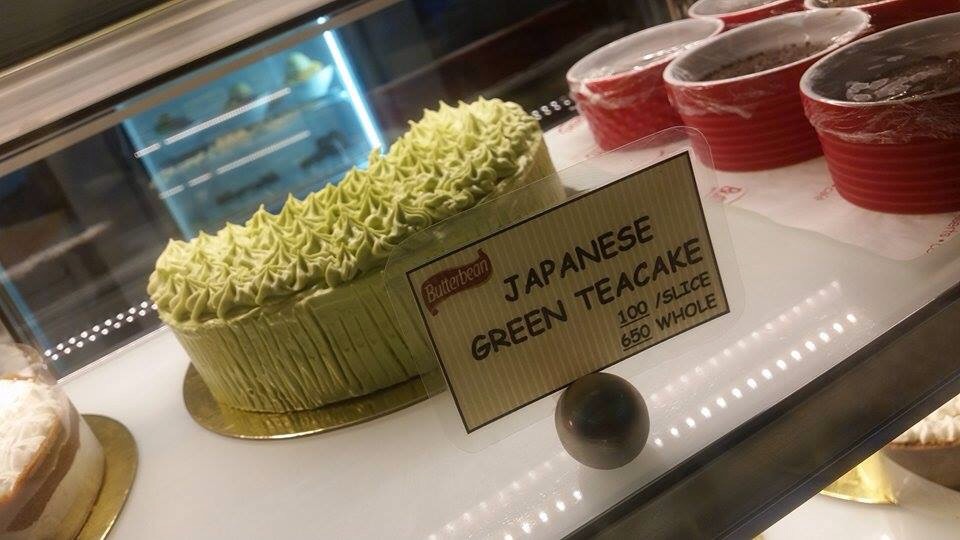 Butterbean
JAPANESE
GREEN TEACAKE
100 /SLICE
650 WHOLE